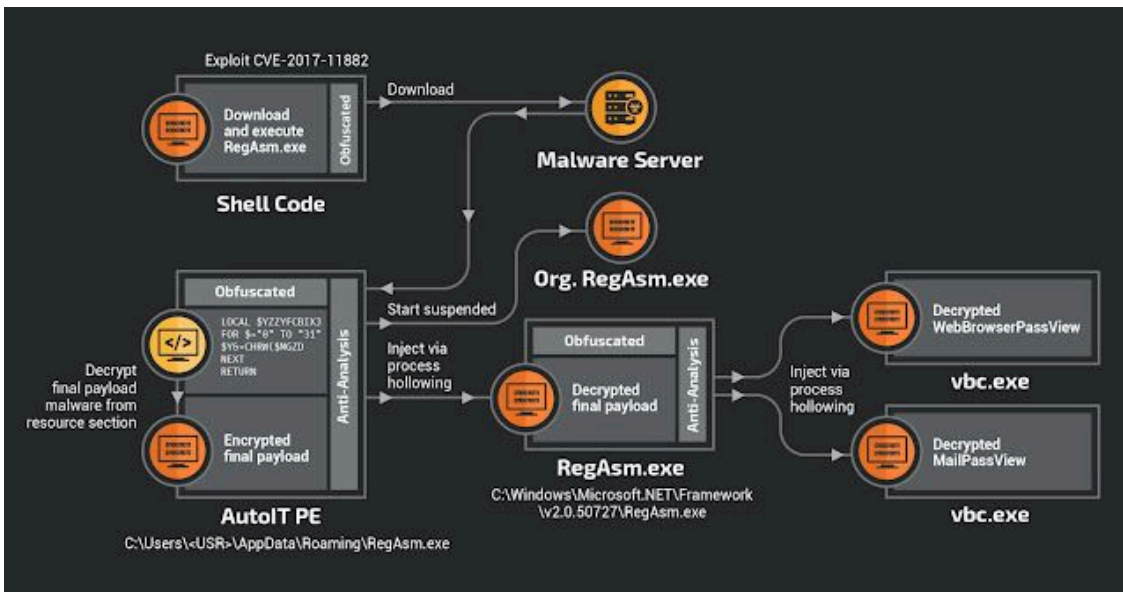 Exploit CVE-2017-11882
Download
and execute
RegAsm.exe
Obfuscated
Shell Code
Download
Malware Server
Org. RegAsm.exe
Start suspended
Obfuscated
LOCAL $YZZYFCBIX3
FOR $="0" TO "31"
$YG=CHRW($MGZD
NEXT
RETURN
Anti-Analysis
Decrypt
final payload
malware from
resource section
Encrypted
final payload
AutoIT PE
C:\Users\<USR>\AppData\Roaming\RegAsm.exe
Inject via
process
hollowing
Obfuscated
Decrypted
final payload
Anti-Analysis
RegAsm.exe
C:\Windows\Microsoft.NET\Framework
\v2.0.50727\RegAsm.exe
Inject via
process
hollowing
Decrypted
WebBrowserPassView
vbc.exe
Decrypted
MailPassView
vbc.exe